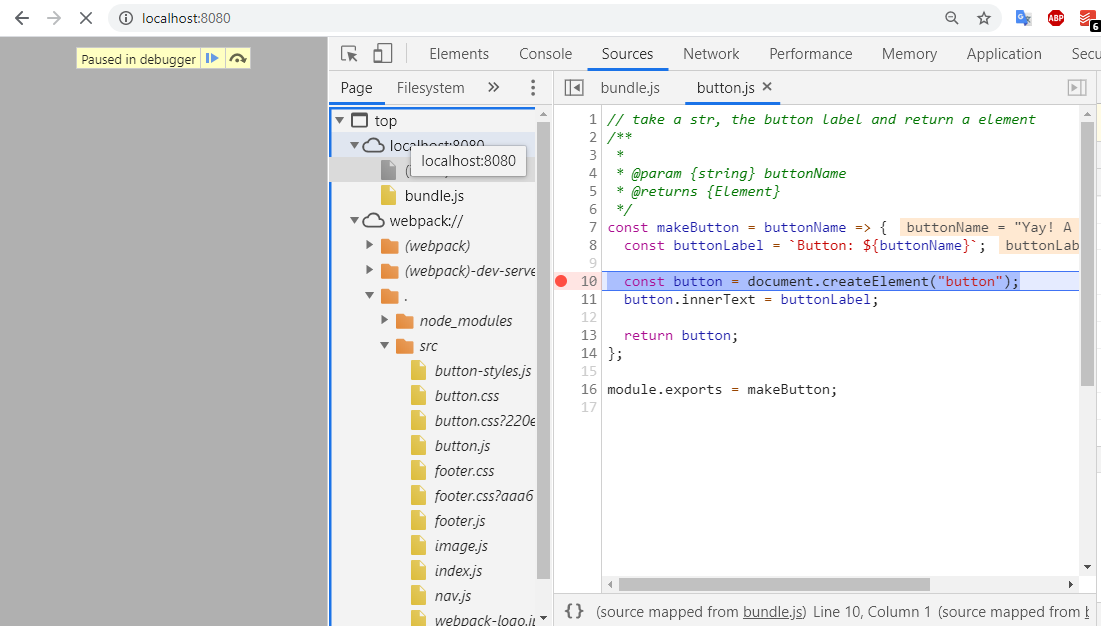 localhost:8080
ABP
6
Paused in debugger
Elements Console Sources Network Performance Memory Application Secu
Page Filesystem »
bundle.js button.js ×
top
localhost:8080
localhost:8080
bundle.js
webpack://
(webpack)
(webpack)-dev-serve
.
node_modules
src
button-styles.js
button.css
button.css?220e
button.js
footer.css
footer.css?aaa6
footer.js
image.js
index.js
nav.js
webpack-logo.jp
1 // take a str, the button label and return a element
2 /**
3 *
4 * @param {string} buttonName
5 * @returns {Element}
6 */
7 const makeButton = buttonName => { buttonName = "Yay! A
8 const buttonLabel = `Button: ${buttonName}`; buttonLab
9
10 const button = document.createElement("button");
11 button.innerText = buttonLabel;
12
13 return button;
14 };
15
16 module.exports = makeButton;
17
{} (source mapped from bundle.js) Line 10, Column 1 (source mapped from b